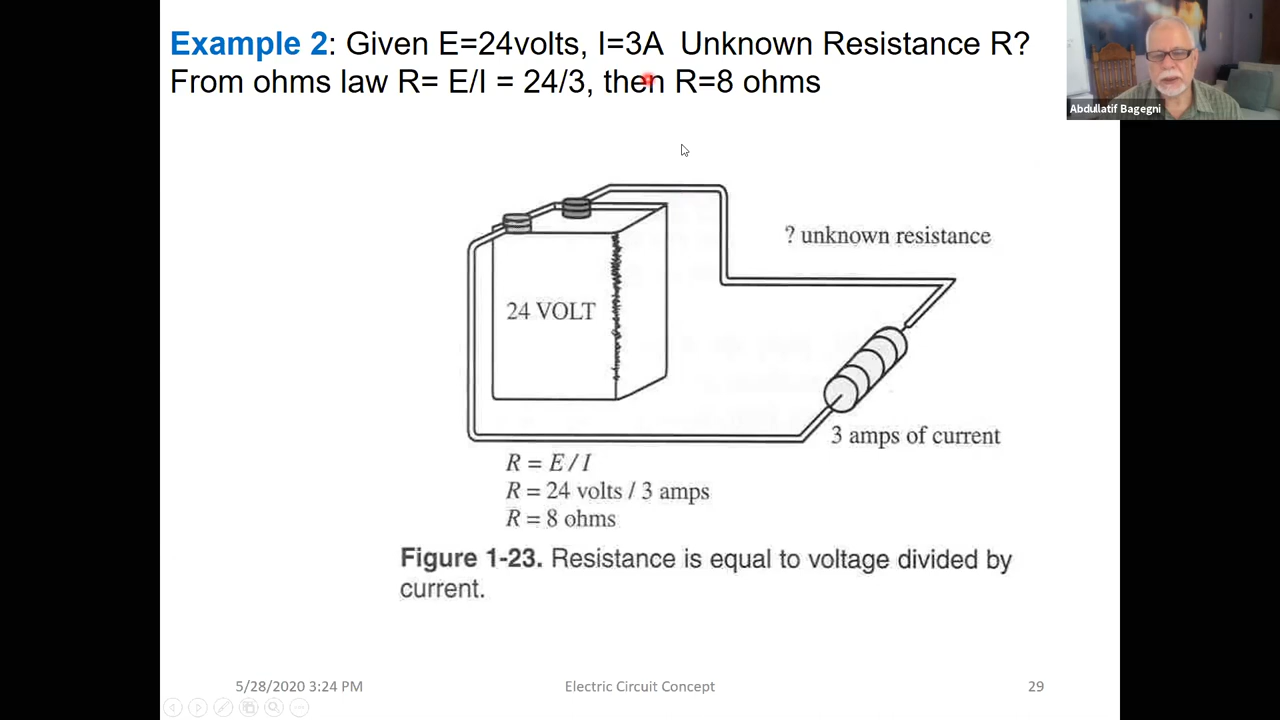 Example 2: Given E=24volts, I=3A Unknown Resistance R?
From ohms law R= E/I = 24/3, then R=8 ohms
Abdullatif Bagegni
? unknown resistance
24 VOLT
3 amps of current
R = E / I
R = 24 volts / 3 amps
R = 8 ohms
Figure 1-23. Resistance is equal to voltage divided by
current.
5/28/2020 3:24 PM
Electric Circuit Concept
29